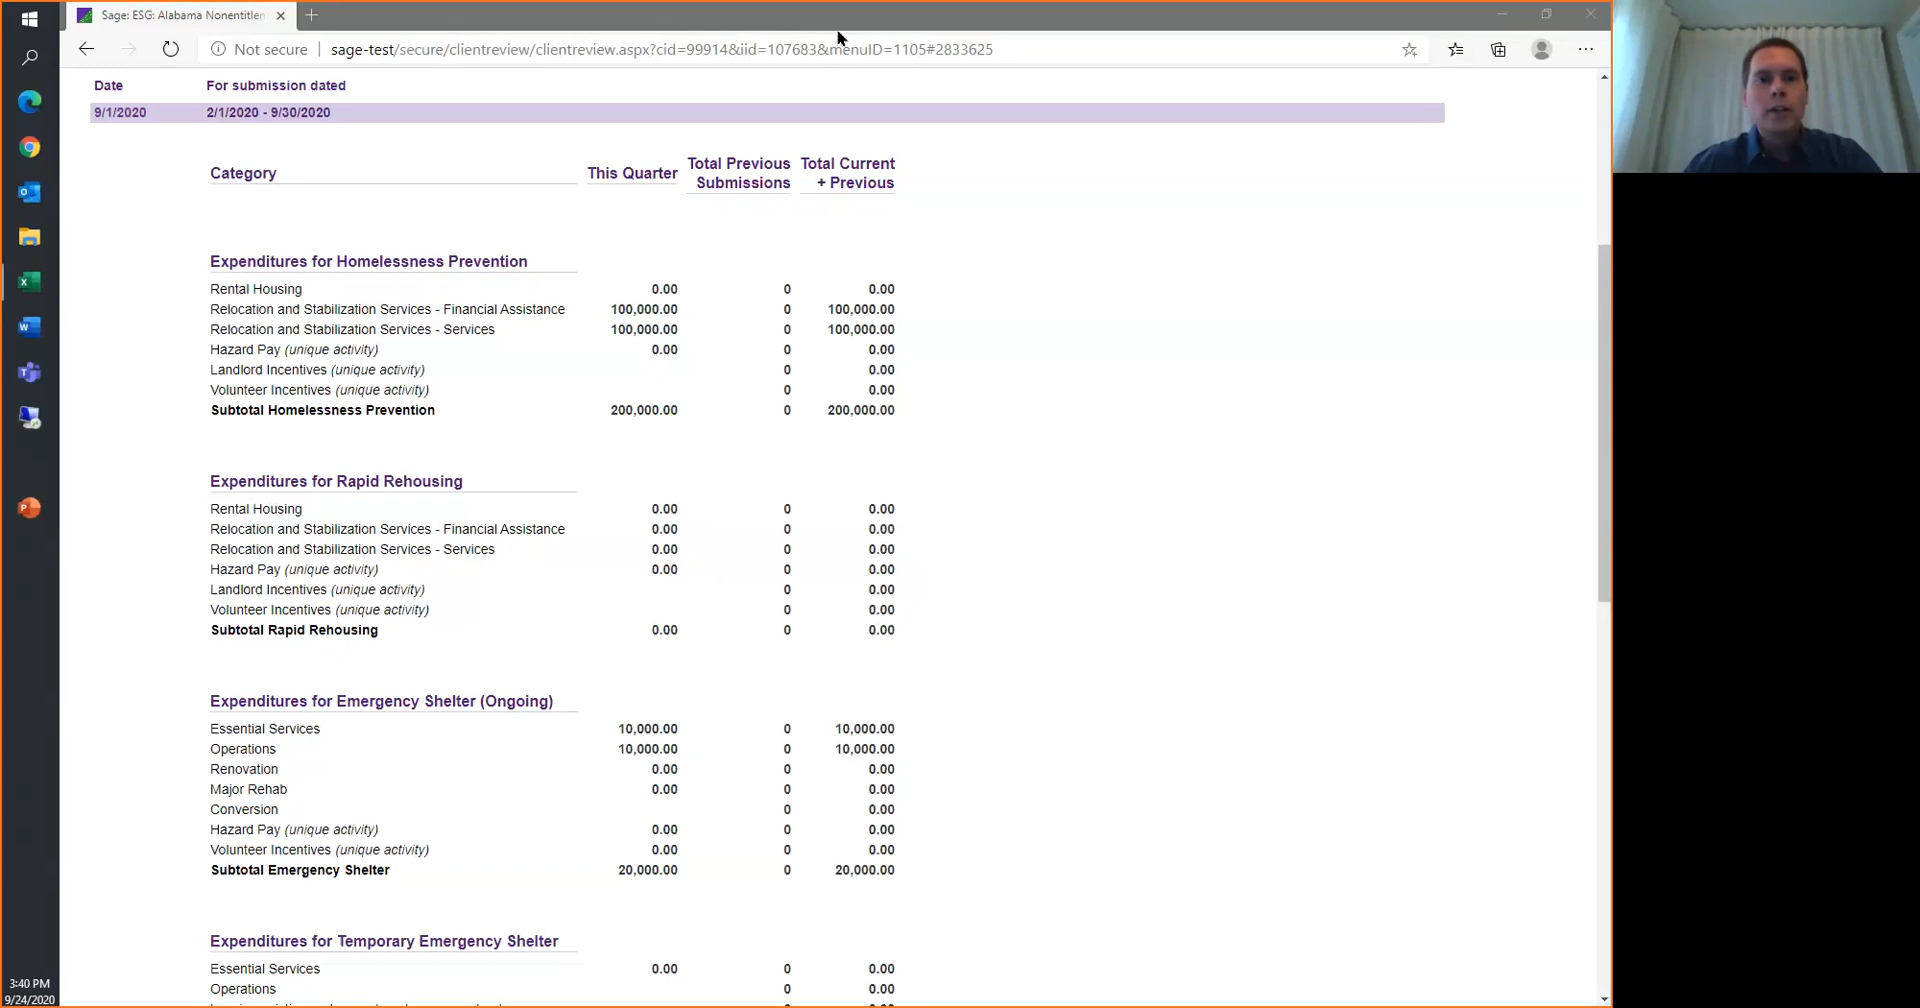 Sage: ESG: Alabama Nonentitlen
Not secure | sage-test/secure/clientreview/clientreview.aspx?cid=99914&iid=107683&menuID=1105#2833625
Date For submission dated
9/1/2020 2/1/2020 - 9/30/2020
Category This Quarter Total Previous Submissions Total Current + Previous
Expenditures for Homelessness Prevention
Rental Housing 0.00 0 0.00
Relocation and Stabilization Services - Financial Assistance 100,000.00 0 100,000.00
Relocation and Stabilization Services - Services 100,000.00 0 100,000.00
Hazard Pay (unique activity) 0.00 0 0.00
Landlord Incentives (unique activity) 0 0.00
Volunteer Incentives (unique activity) 0 0.00
Subtotal Homelessness Prevention 200,000.00 0 200,000.00
Expenditures for Rapid Rehousing
Rental Housing 0.00 0 0.00
Relocation and Stabilization Services - Financial Assistance 0.00 0 0.00
Relocation and Stabilization Services - Services 0.00 0 0.00
Hazard Pay (unique activity) 0.00 0 0.00
Landlord Incentives (unique activity) 0 0.00
Volunteer Incentives (unique activity) 0 0.00
Subtotal Rapid Rehousing 0.00 0 0.00
Expenditures for Emergency Shelter (Ongoing)
Essential Services 10,000.00 0 10,000.00
Operations 10,000.00 0 10,000.00
Renovation 0.00 0 0.00
Major Rehab 0.00 0 0.00
Conversion 0 0.00
Hazard Pay (unique activity) 0.00 0 0.00
Volunteer Incentives (unique activity) 0.00 0 0.00
Subtotal Emergency Shelter 20,000.00 0 20,000.00
Expenditures for Temporary Emergency Shelter
Essential Services 0.00 0 0.00
Operations 0 0.00
3:40 PM
9/24/2020